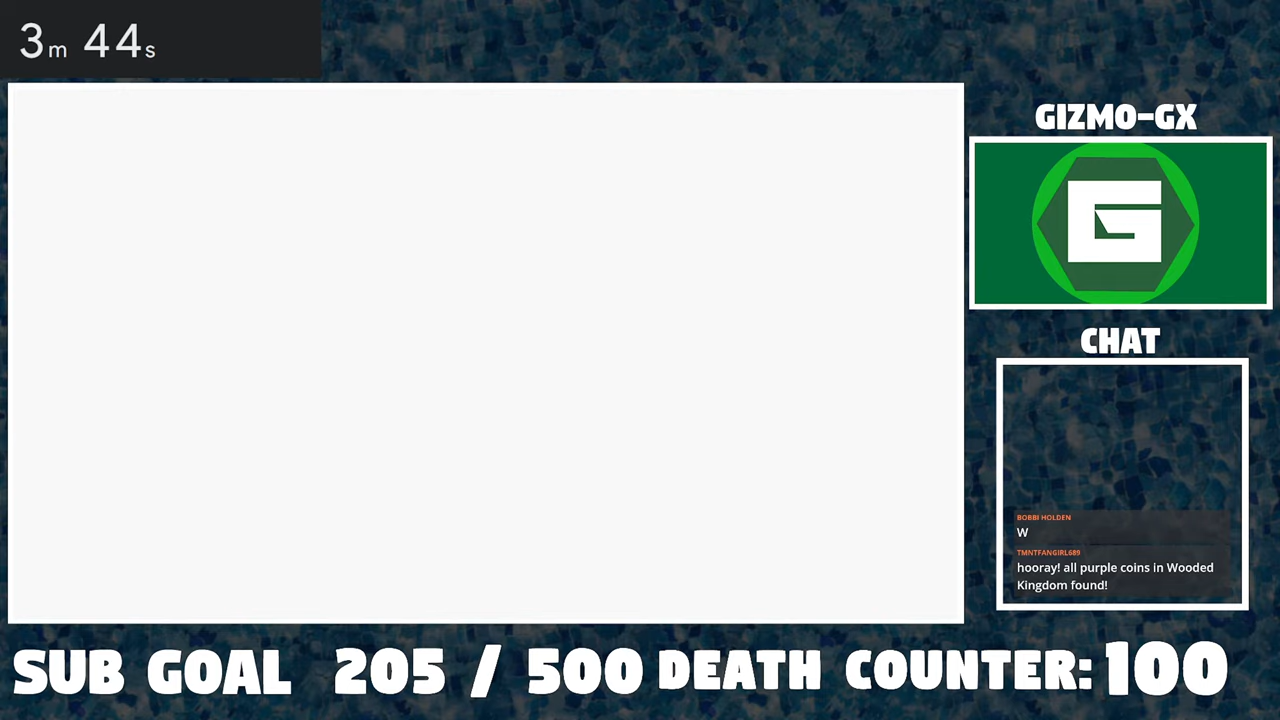 3m 44s
GIZMO-GX
G
CHAT
BOBBI HOLDEN
W
TMNTFANGIRL689
hooray! all purple coins in Wooded
Kingdom found!
SUB GOAL 205 / 500 DEATH COUNTER: 100